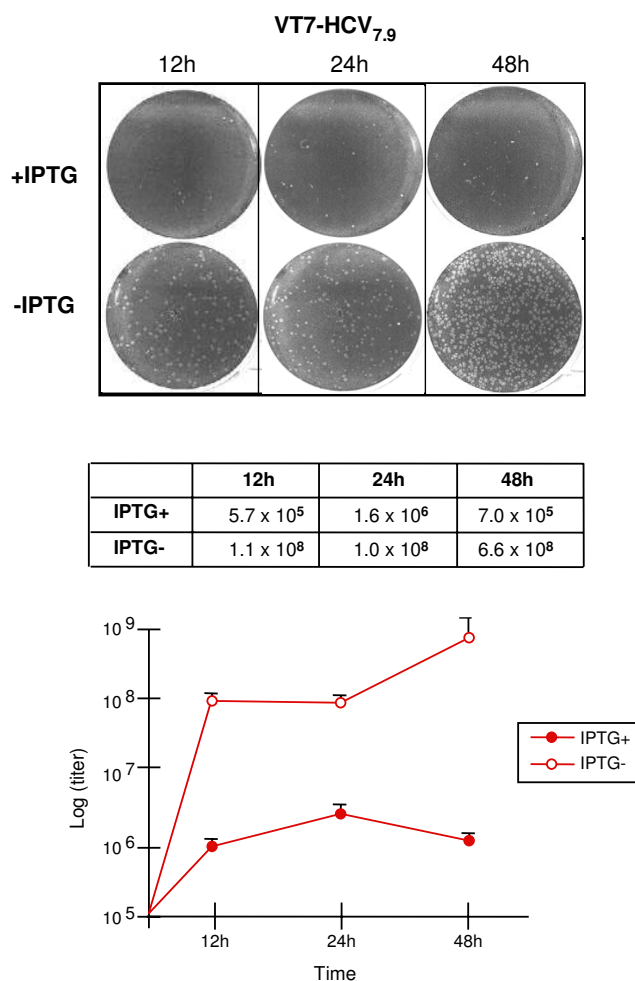 VT7-HCV7.9
12h 24h 48h
+IPTG
-IPTG
12h 24h 48h
IPTG+ 5.7 x 10⁵ 1.6 x 10⁶ 7.0 x 10⁵
IPTG- 1.1 x 10⁸ 1.0 x 10⁸ 6.6 x 10⁸
Log (titer)
10⁹
10⁸
10⁷
10⁶
10⁵
12h 24h 48h
Time
IPTG+
IPTG-